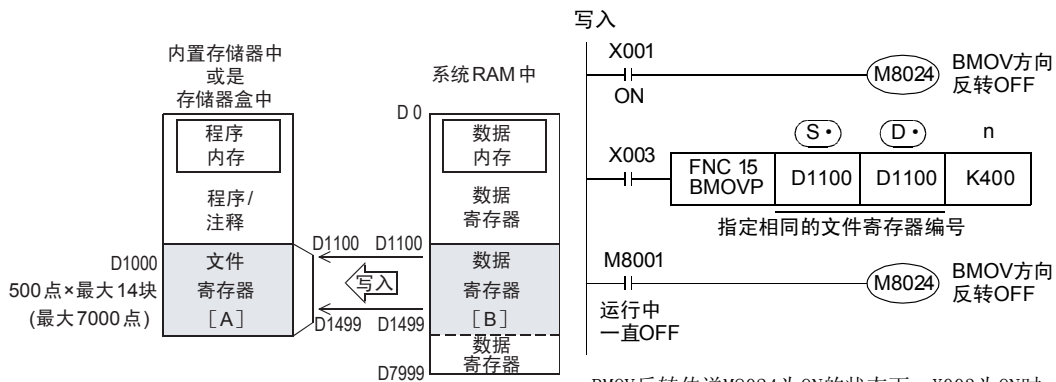 内置存储器中
或是
存储器盒中
程序
内存
程序/
注释
D1000
500点×最大14块
(最大7000点)
文件
寄存器
［A］
D1100 D1100
写入
D1499 D1499
系统RAM中
D 0
数据
内存
数据
寄存器
数据
寄存器
［B］
数据
寄存器
D7999
写入
X001
ON
M8024
BMOV方向
反转OFF
S•
D•
n
X003
FNC 15
BMOVP
D1100
D1100
K400
指定相同的文件寄存器编号
M8001
运行中
一直OFF
M8024
BMOV方向
反转OFF